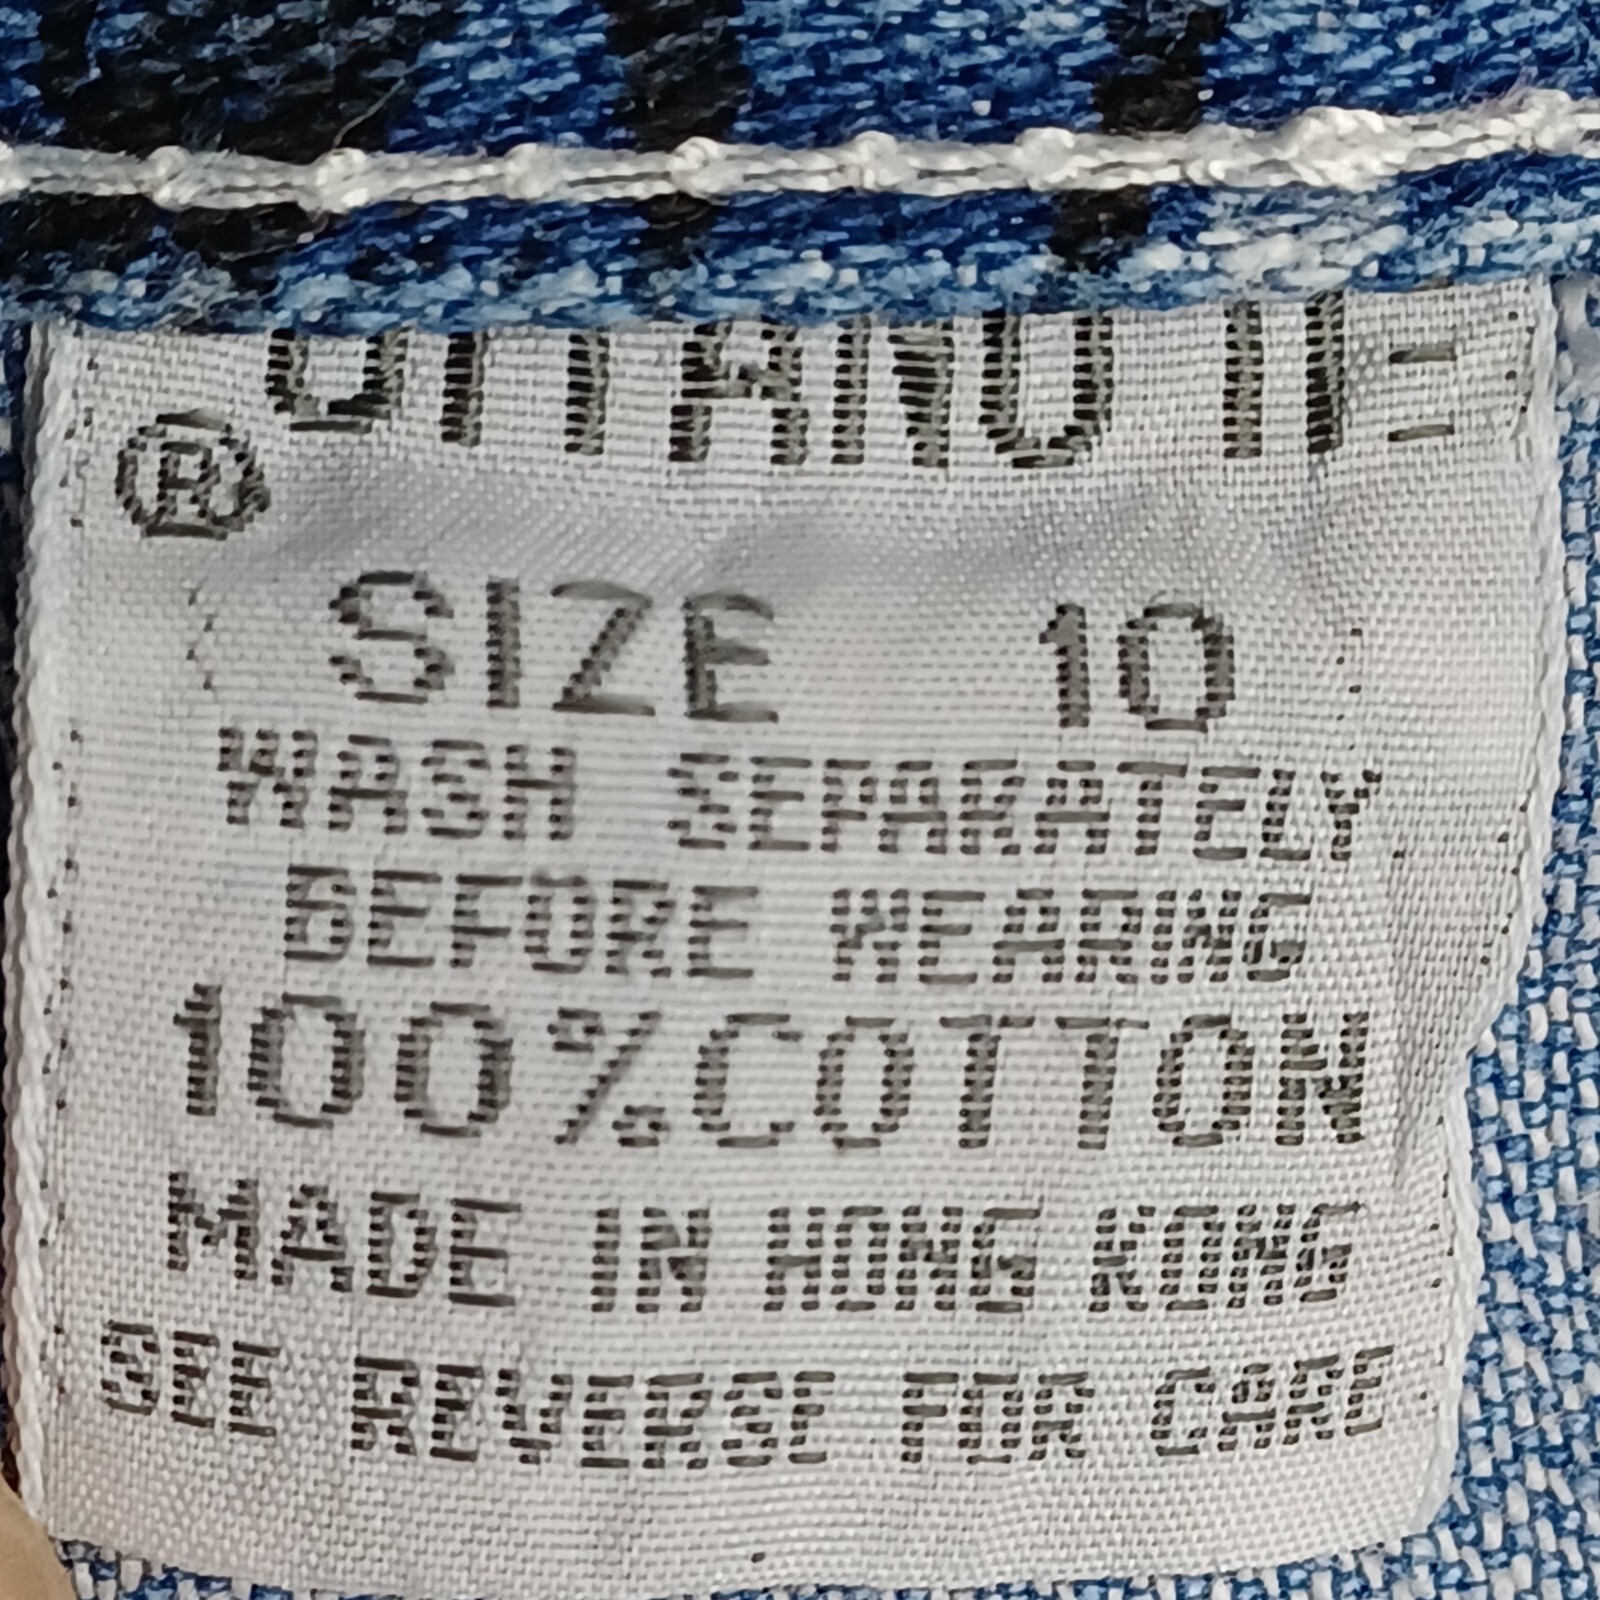 ®
SIZE 10
WASH SEPARATELY
BEFORE WEARING
100%COTTON
MADE IN HONG KONG
SEE REVERSE FOR CARE